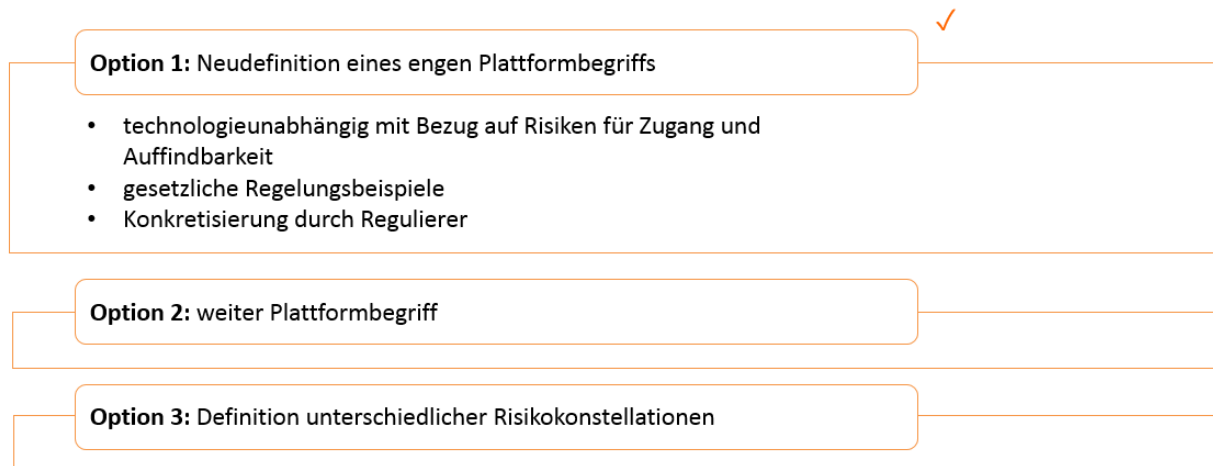 ✓
Option 1: Neudefinition eines engen Plattformbegriffs
• technologieunabhängig mit Bezug auf Risiken für Zugang und
Auffindbarkeit
• gesetzliche Regelungsbeispiele
• Konkretisierung durch Regulierer
Option 2: weiter Plattformbegriff
Option 3: Definition unterschiedlicher Risikokonstellationen